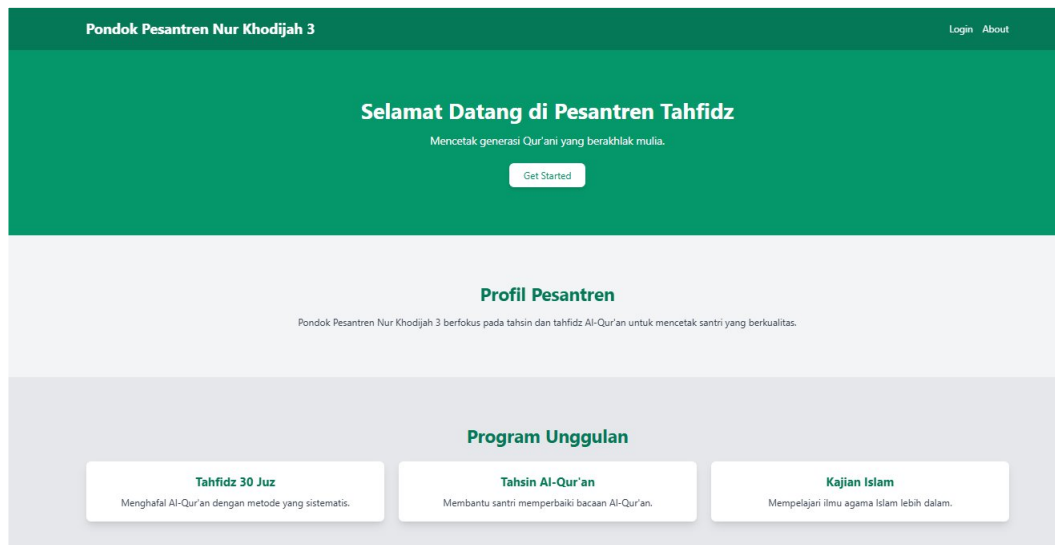 Pondok Pesantren Nur Khodijah 3
Login About
Selamat Datang di Pesantren Tahfidz
Mencetak generasi Qur'ani yang berakhlak mulia.
Get Started
Profil Pesantren
Pondok Pesantren Nur Khodijah 3 berfokus pada tahsin dan tahfidz Al-Qur'an untuk mencetak santri yang berkualitas.
Program Unggulan
Tahfidz 30 Juz
Menghafal Al-Qur'an dengan metode yang sistematis.
Tahsin Al-Qur'an
Membantu santri memperbaiki bacaan Al-Qur'an.
Kajian Islam
Mempelajari ilmu agama Islam lebih dalam.